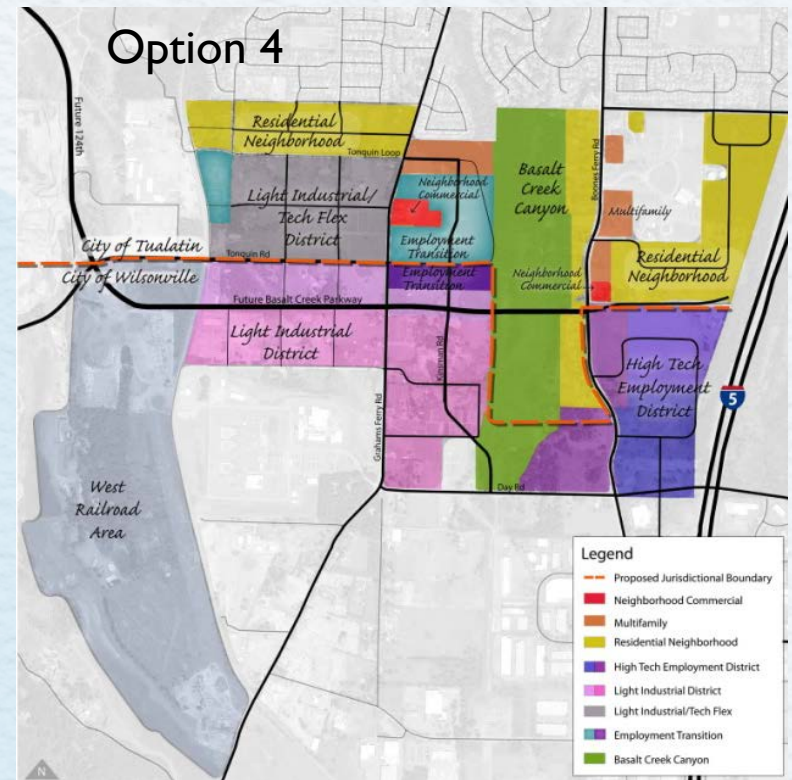 Option 4
Future 124th
Residential
Neighborhood
Tonquin Loop
Light Industrial/
Tech Flex
District
Neighborhood
Commercial
Employment
Transition
Basalt
Creek
Canyon
Boones Ferry Rd
Multifamily
Residential
Neighborhood
City of Tualatin
City of Wilsonville
Tonquin Rd
Employment
Transition
Neighborhood
Commercial
Future Basalt Creek Parkway
Light Industrial
District
Kinsman Rd
High Tech
Employment
District
5
Grahams Ferry Rd
West
Railroad
Area
Day Rd
Legend
Proposed Jurisdictional Boundary
Neighborhood Commercial
Multifamily
Residential Neighborhood
High Tech Employment District
Light Industrial District
Light Industrial/Tech Flex
Employment Transition
Basalt Creek Canyon
N